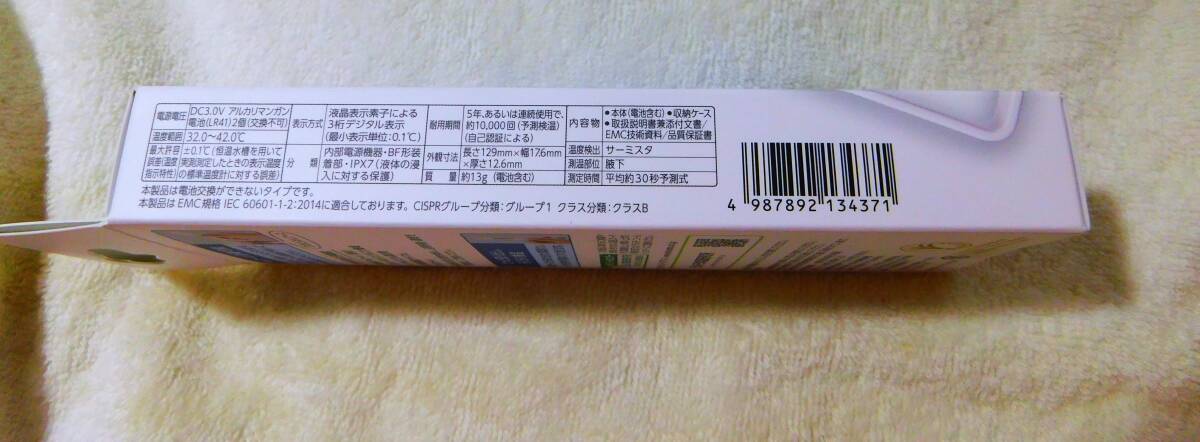 電源電圧 DC3.0V アルカリマンガン
電池(LR41)2個(交換不可)
温度範囲 32.0〜42.0℃
最大許容 ±0.1℃(恒温水槽を用いて
誤差(温度 実測測定したときの表示温度
指示特性) の標準温度計に対する誤差)
表示方式 液晶表示素子による
3桁デジタル表示
(最小表示単位:0.1℃)
分類 内部電源機器・BF形装
着部・IPX7(液体の浸
入に対する保護)
耐用期間 5年、あるいは連続使用で、
約10,000回(予測検温)
(自己認証による)
外観寸法 長さ129mm×幅17.6mm
×厚さ12.6mm
質量 約13g(電池含む)
内容物 ●本体(電池含む)●収納ケース
●取扱説明書兼添付文書/
EMC技術資料/品質保証書
温度検出 サーミスタ
測温部位 腋下
測定時間 平均約30秒予測式
本製品は電池交換ができないタイプです。
本製品はEMC規格 IEC 60601-1-2:2014に適合しております。CISPRグループ分類:グループ1 クラス分類:クラスB
4 987892 134371